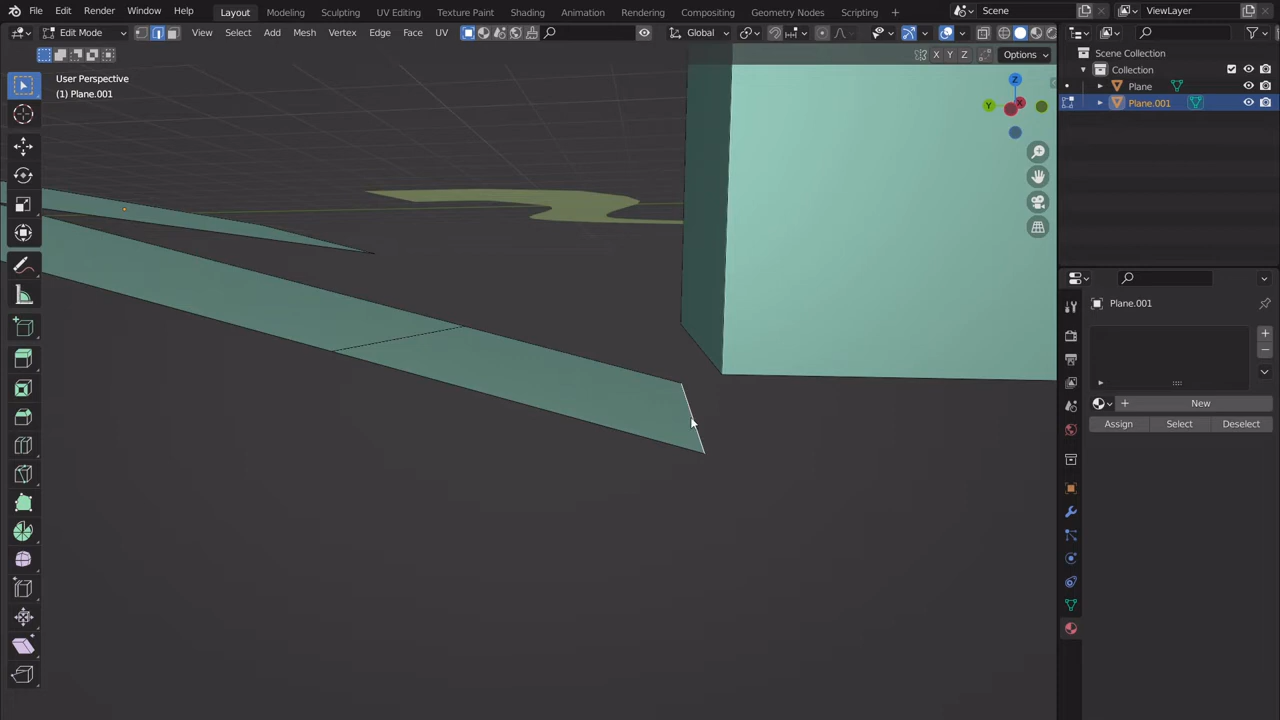 File Edit Render Window Help Layout Modeling Sculpting UV Editing Texture Paint Shading Animation Rendering Compositing Geometry Nodes Scripting + Scene ViewLayer
Edit Mode View Select Add Mesh Vertex Edge Face UV Global
X Y Z Options
User Perspective
(1) Plane.001
Z
Y X
Scene Collection
Collection
Plane
Plane.001
Plane.001
New
Assign Select Deselect